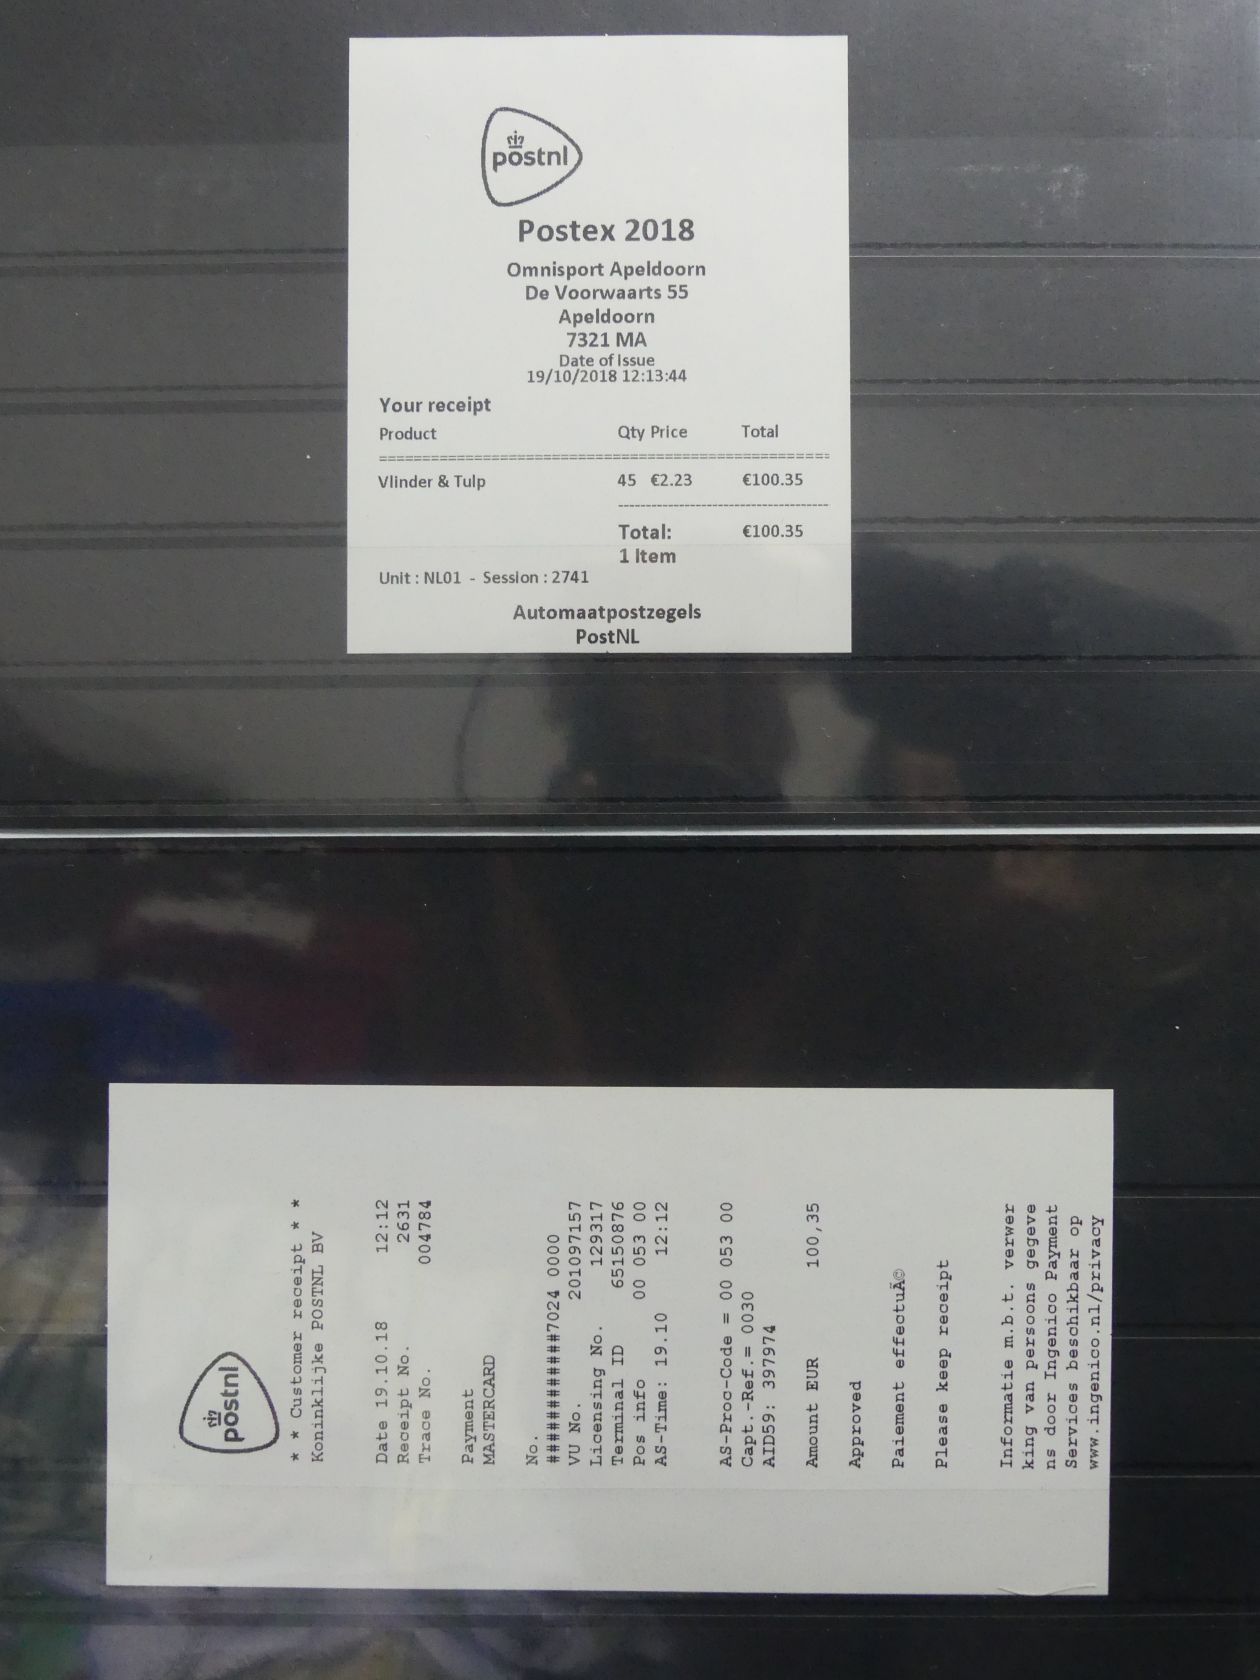 postnl
Postex 2018
Omnisport Apeldoorn
De Voorwaarts 55
Apeldoorn
7321 MA
Date of Issue
19/10/2018 12:13:44
Your receipt
Product Qty Price Total
==========================================================
Vlinder & Tulp 45 €2.23 €100.35
------------------------------------
Total: €100.35
1 Item
Unit : NL01 - Session : 2741
Automaatpostzegels
PostNL
postnl
* * Customer receipt * *
Koninklijke POSTNL BV
Date 19.10.18 12:12
Receipt No. 2631
Trace No. 004784
Payment
MASTERCARD
No.
############7024 0000
VU No. 201097157
Licensing No. 129317
Terminal ID 65150876
Pos info 00 053 00
AS-Time: 19.10 12:12
AS-Proc-Code = 00 053 00
Capt.-Ref.= 0030
AID59: 397974
Amount EUR 100,35
Approved
Paiement effectuÃ©
Please keep receipt
Informatie m.b.t. verwer
king van persoons gegeve
ns door Ingenico Payment
Services beschikbaar op
www.ingenico.nl/privacy